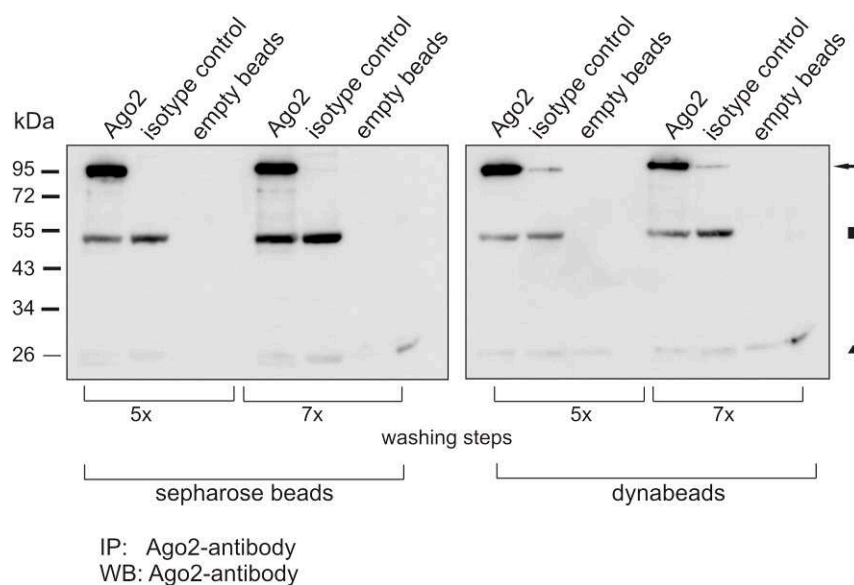 Ago2 isotype control empty beads Ago2 isotype control empty beads Ago2 isotype control empty beads Ago2 isotype control empty beads
kDa
95
72
55
43
34
26
5x 7x 5x 7x
washing steps
sepharose beads dynabeads
IP: Ago2-antibody
WB: Ago2-antibody